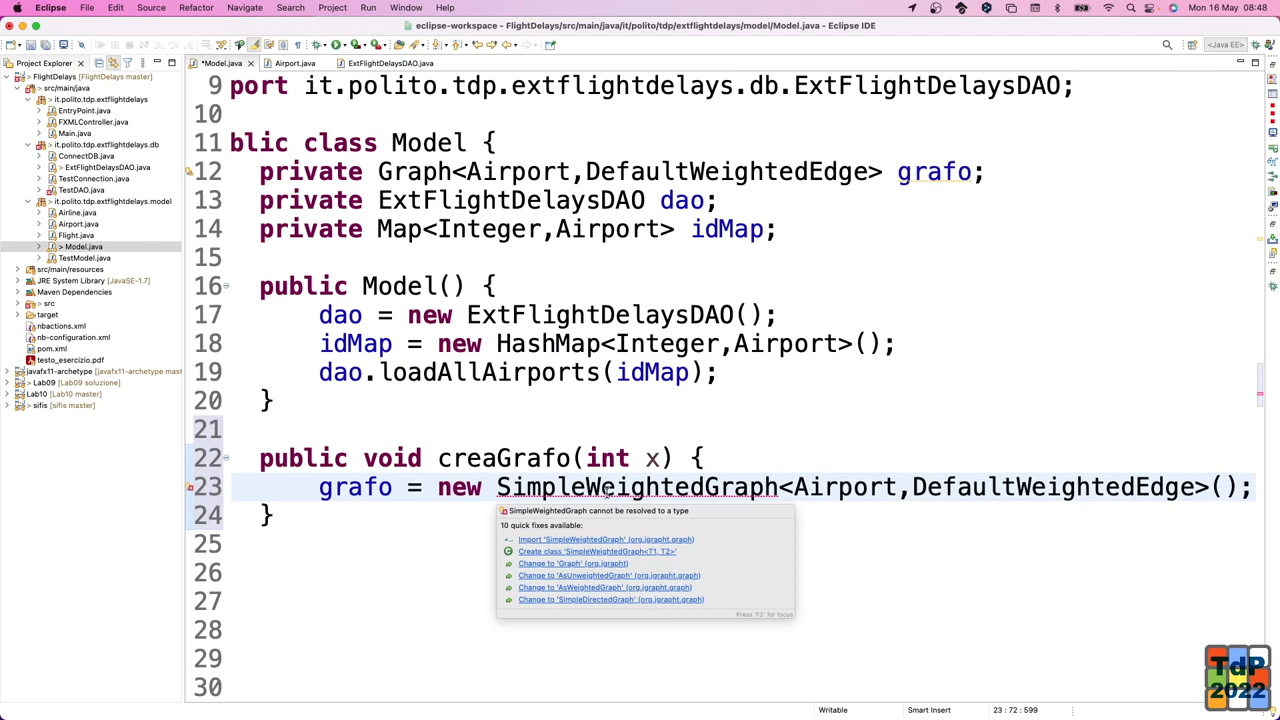 Eclipse File Edit Source Refactor Navigate Search Project Run Window Help
Mon 16 May 08:48
eclipse-workspace - FlightDelays/src/main/java/it/polito/tdp/extflightdelays/model/Model.java - Eclipse IDE
<Java EE>
Project Explorer
*Model.java Airport.java ExtFlightDelaysDAO.java
FlightDelays [FlightDelays master]
src/main/java
it.polito.tdp.extflightdelays
EntryPoint.java
FXMLController.java
Main.java
it.polito.tdp.extflightdelays.db
ConnectDB.java
> ExtFlightDelaysDAO.java
TestConnection.java
TestDAO.java
it.polito.tdp.extflightdelays.model
Airline.java
Airport.java
Flight.java
> Model.java
TestModel.java
src/main/resources
JRE System Library [JavaSE-1.7]
Maven Dependencies
src
target
nbactions.xml
nb-configuration.xml
pom.xml
testo_esercizio.pdf
javafx11-archetype [javafx11-archetype mast
> Lab09 [Lab09 soluzione]
Lab10 [Lab10 master]
> sifis [sifis master]
9 port it.polito.tdp.extflightdelays.db.ExtFlightDelaysDAO;
10
11 blic class Model {
12 private Graph<Airport,DefaultWeightedEdge> grafo;
13 private ExtFlightDelaysDAO dao;
14 private Map<Integer,Airport> idMap;
15
16 public Model() {
17 dao = new ExtFlightDelaysDAO();
18 idMap = new HashMap<Integer,Airport>();
19 dao.loadAllAirports(idMap);
20 }
21
22 public void creaGrafo(int x) {
23 grafo = new SimpleWeightedGraph<Airport,DefaultWeightedEdge>();
24 }
25
26
27
28
29
30
SimpleWeightedGraph cannot be resolved to a type
10 quick fixes available:
Import 'SimpleWeightedGraph' (org.jgrapht.graph)
Create class 'SimpleWeightedGraph<T1, T2>'
Change to 'Graph' (org.jgrapht)
Change to 'AsUnweightedGraph' (org.jgrapht.graph)
Change to 'AsWeightedGraph' (org.jgrapht.graph)
Change to 'SimpleDirectedGraph' (org.jgrapht.graph)
Press 'F2' for focus
Writable Smart Insert 23 : 72 : 599
TdP
2022